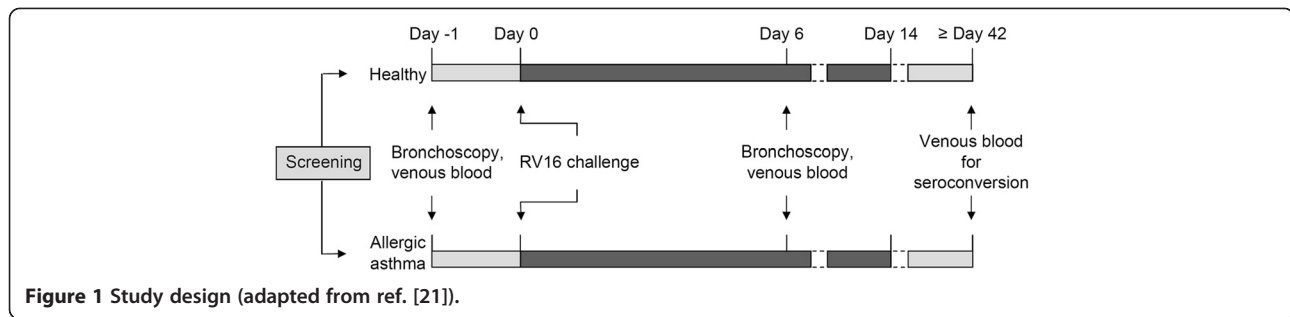 Day -1 Day 0 Day 6 Day 14 ≥ Day 42
Healthy
Screening
Bronchoscopy,
venous blood
RV16 challenge
Bronchoscopy,
venous blood
Venous blood
for
seroconversion
Allergic
asthma
Figure 1 Study design (adapted from ref. [21]).